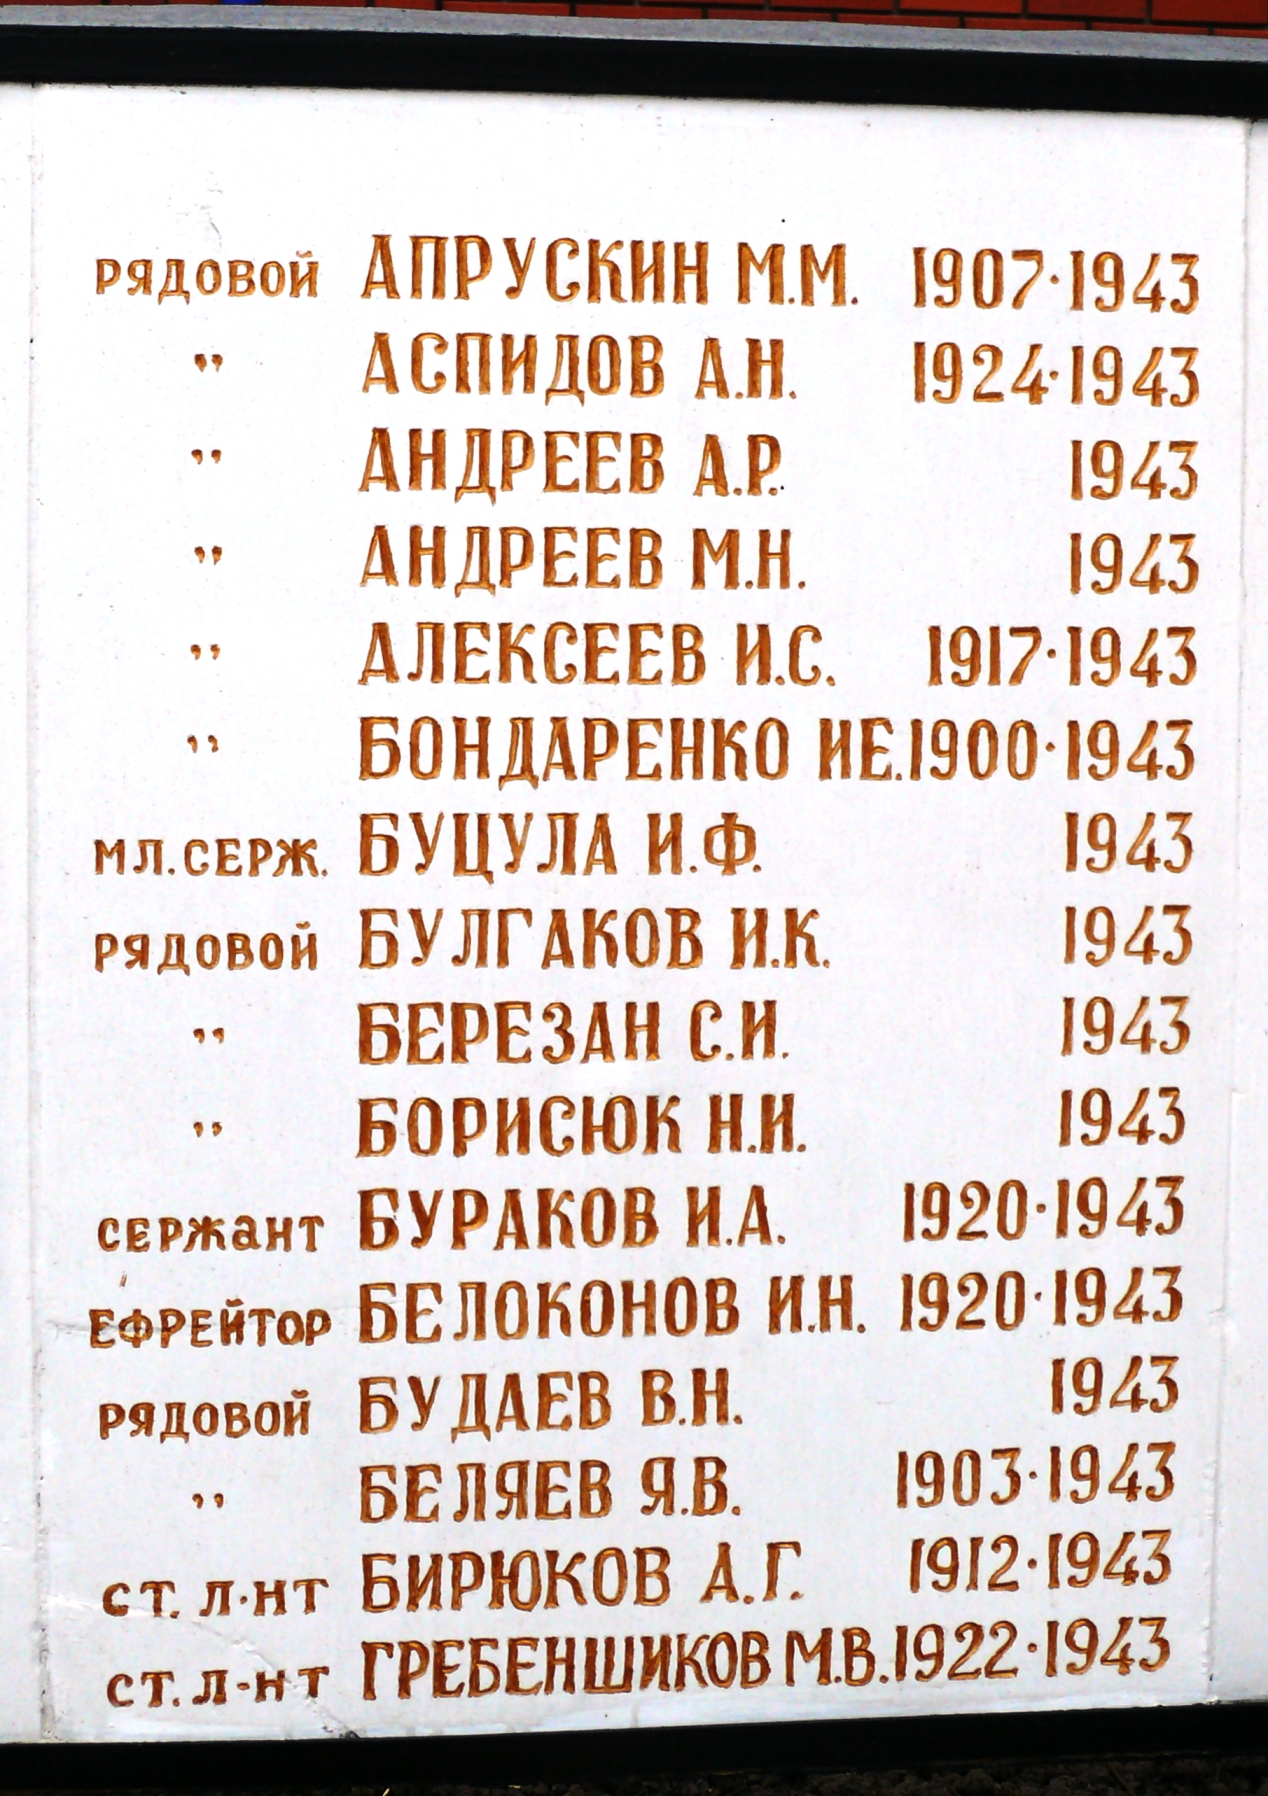 РЯДОВОЙ АПРУСКИН М.М. 1907·1943
" АСПИДОВ А.Н. 1924·1943
" АНДРЕЕВ А.Р. 1943
" АНДРЕЕВ М.Н. 1943
" АЛЕКСЕЕВ И.С. 1917·1943
" БОНДАРЕНКО И.Е. 1900·1943
МЛ.СЕРЖ. БУЦУЛА И.Ф. 1943
РЯДОВОЙ БУЛГАКОВ И.К. 1943
" БЕРЕЗАН С.И. 1943
" БОРИСЮК Н.И. 1943
СЕРЖаНТ БУРАКОВ И.А. 1920·1943
ЕФРЕЙТОР БЕЛОКОНОВ И.Н. 1920·1943
РЯДОВОЙ БУДАЕВ В.Н. 1943
" БЕЛЯЕВ Я.В. 1903·1943
СТ. Л-НТ БИРЮКОВ А.Г. 1912·1943
СТ. Л-НТ ГРЕБЕНШИКОВ М.В. 1922·1943